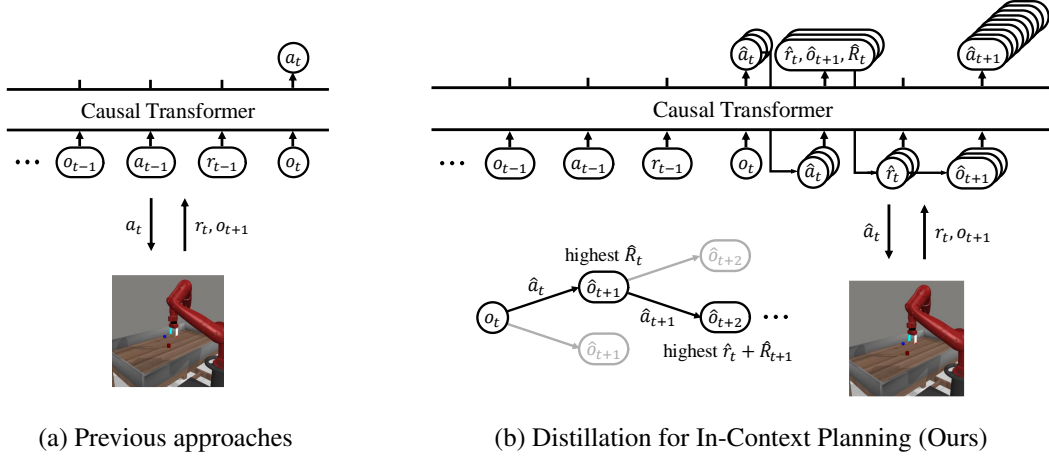 a_t
Causal Transformer
... o_{t−1} a_{t−1} r_{t−1} o_t
a_t r_t, o_{t+1}
(a) Previous approaches
â_t r̂_t, ô_{t+1}, R̂_t â_{t+1}
Causal Transformer
... o_{t−1} a_{t−1} r_{t−1} o_t â_t r̂_t ô_{t+1}
â_t r_t, o_{t+1}
highest R̂_t
ô_{t+2}
â_t
ô_{t+1}
o_t
â_{t+1} ô_{t+2} ...
ô_{t+1}
highest r̂_t + R̂_{t+1}
(b) Distillation for In-Context Planning (Ours)